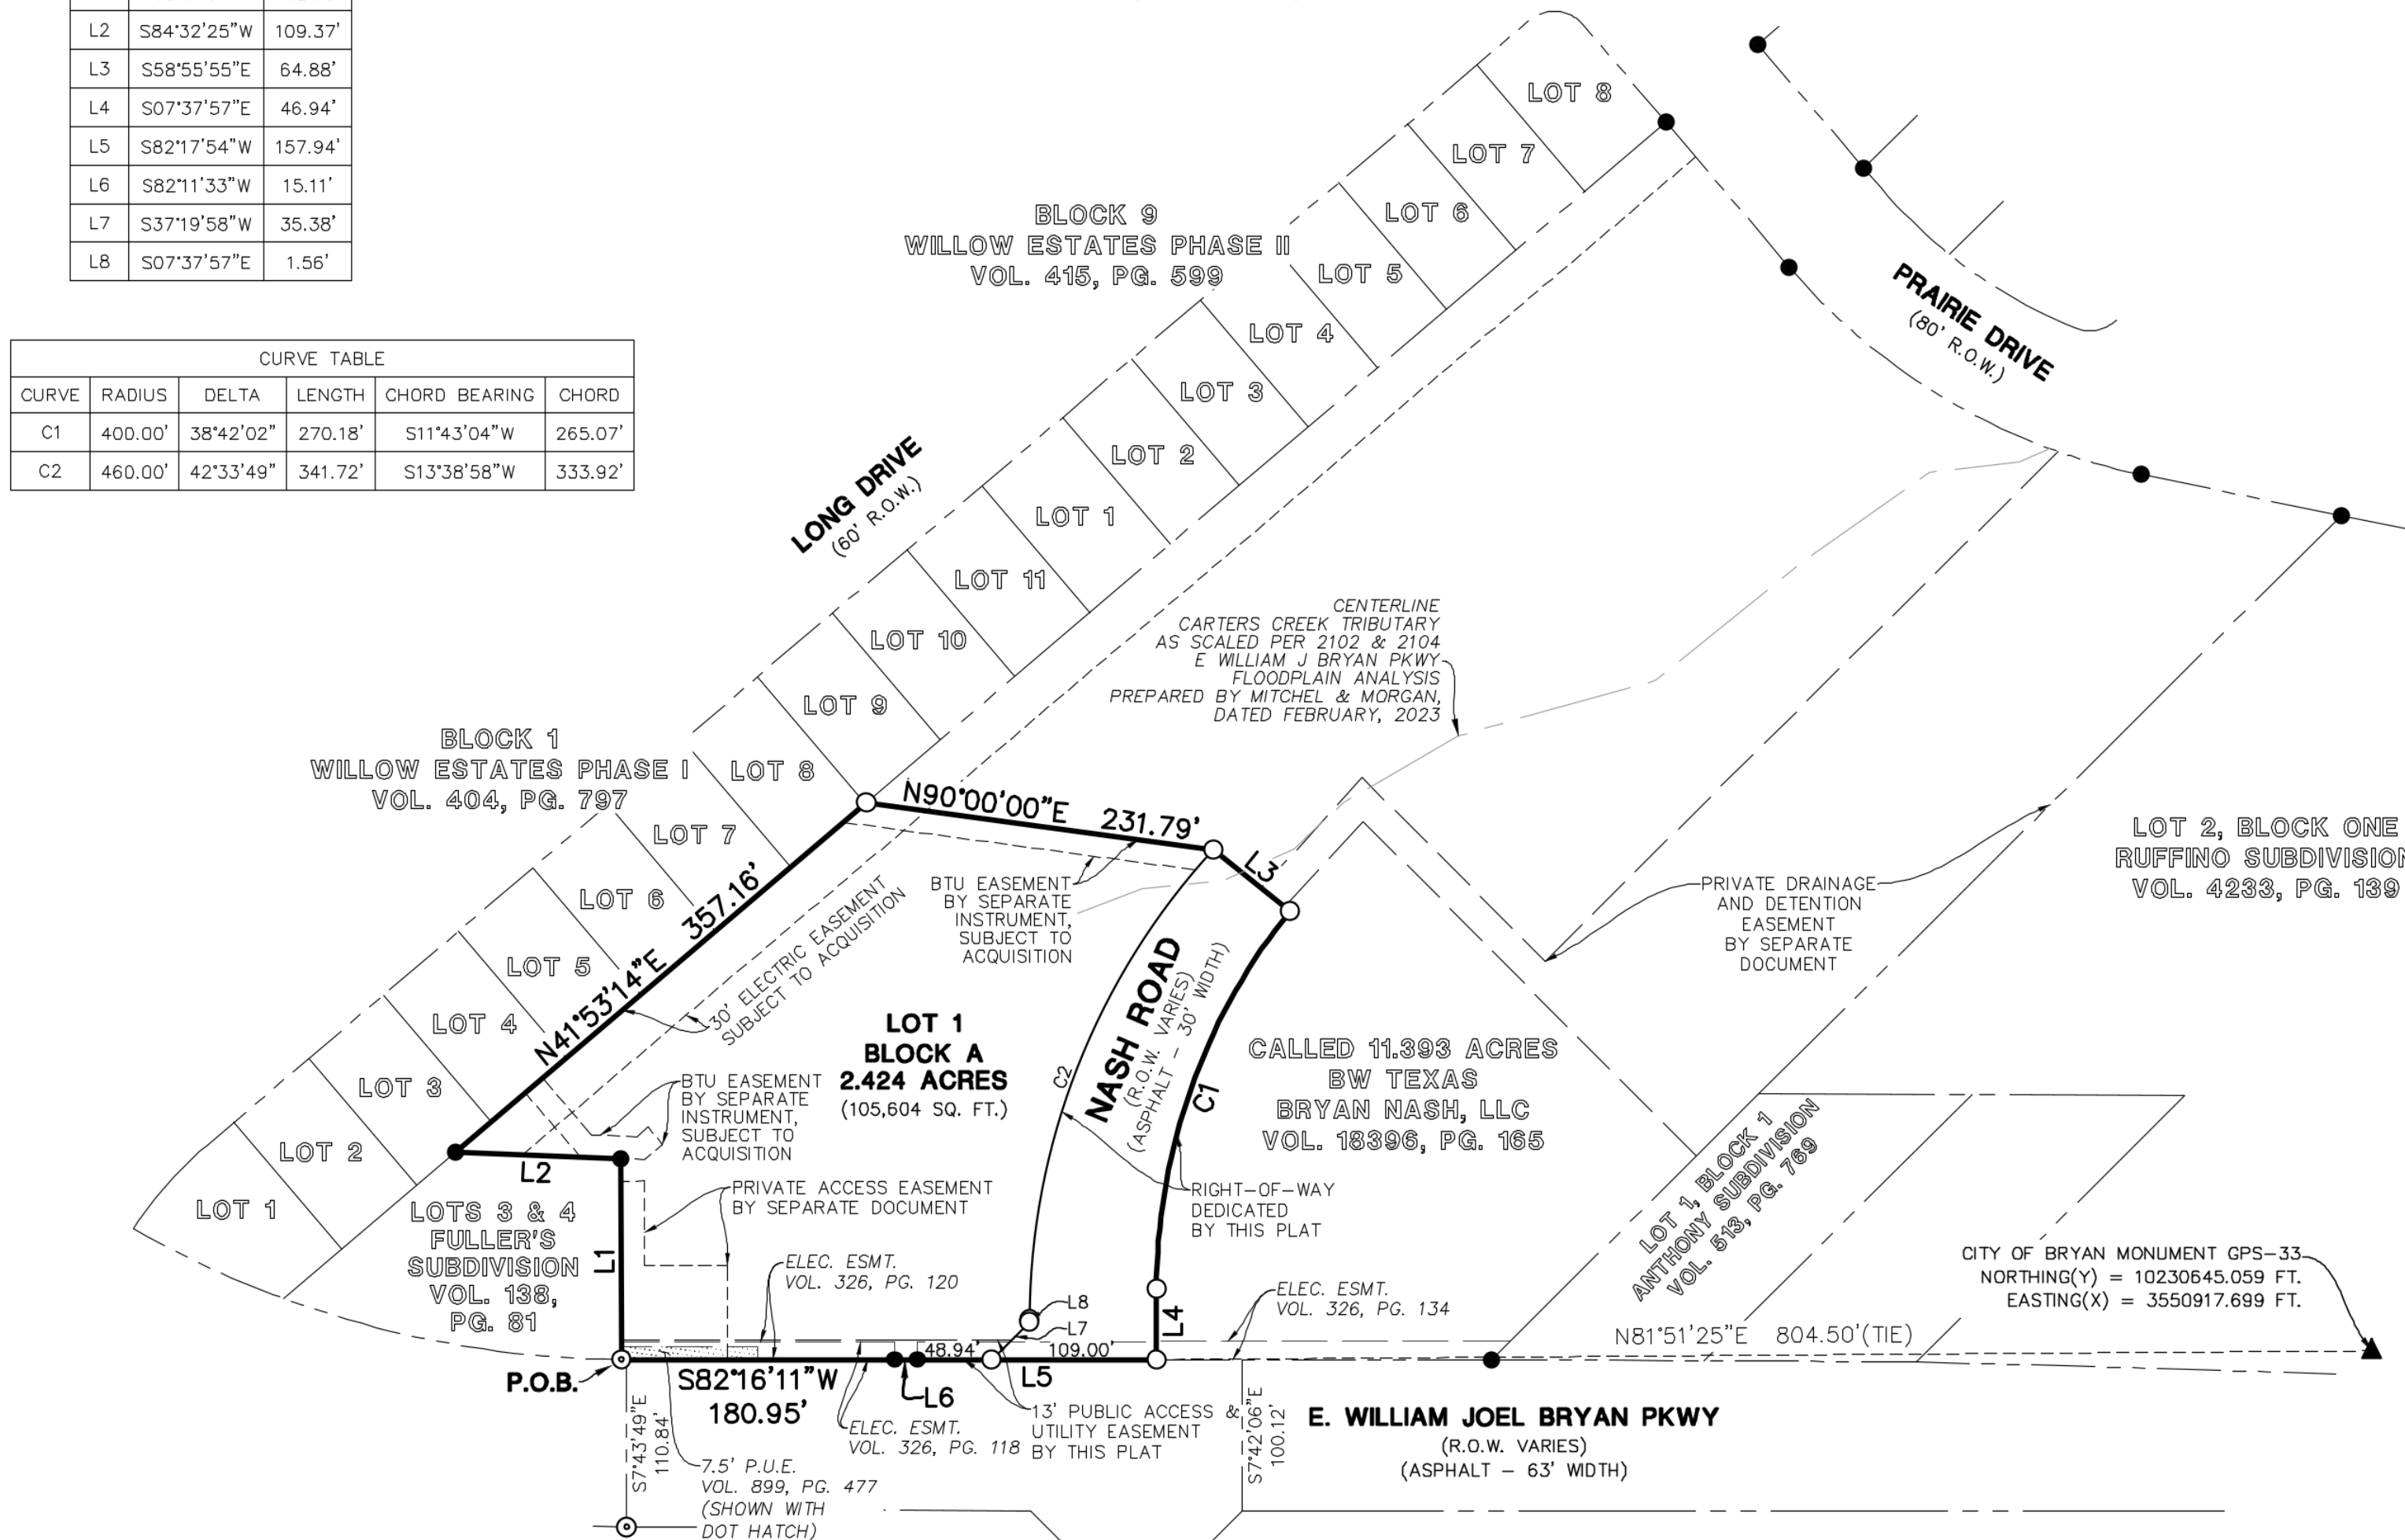 L2 S84°32'25"W 109.37'
L3 S58°55'55"E 64.88'
L4 S07°37'57"E 46.94'
L5 S82°17'54"W 157.94'
L6 S82°11'33"W 15.11'
L7 S37°19'58"W 35.38'
L8 S07°37'57"E 1.56'
CURVE TABLE
CURVE RADIUS DELTA LENGTH CHORD BEARING CHORD
C1 400.00' 38°42'02" 270.18' S11°43'04"W 265.07'
C2 460.00' 42°33'49" 341.72' S13°38'58"W 333.92'
LOT 8
LOT 7
LOT 6
LOT 5
LOT 4
LOT 3
LOT 2
LOT 1
BLOCK 9
WILLOW ESTATES PHASE II
VOL. 415, PG. 599
PRAIRIE DRIVE
(80' R.O.W.)
LONG DRIVE
(60' R.O.W.)
LOT 11
LOT 10
LOT 9
LOT 8
LOT 7
LOT 6
LOT 5
LOT 4
LOT 3
LOT 2
LOT 1
BLOCK 1
WILLOW ESTATES PHASE I
VOL. 404, PG. 797
CENTERLINE
CARTERS CREEK TRIBUTARY
AS SCALED PER 2102 & 2104
E WILLIAM J BRYAN PKWY
FLOODPLAIN ANALYSIS
PREPARED BY MITCHEL & MORGAN,
DATED FEBRUARY, 2023
N90°00'00"E 231.79'
L3
N41°53'14"E 357.16'
30' ELECTRIC EASEMENT
SUBJECT TO ACQUISITION
BTU EASEMENT
BY SEPARATE
INSTRUMENT,
SUBJECT TO
ACQUISITION
PRIVATE DRAINAGE
AND DETENTION
EASEMENT
BY SEPARATE
DOCUMENT
LOT 2, BLOCK ONE
RUFFINO SUBDIVISION
VOL. 4233, PG. 139
LOT 1
BLOCK A
2.424 ACRES
(105,604 SQ. FT.)
C2
NASH ROAD
(R.O.W. VARIES)
(ASPHALT - 30' WIDTH)
C1
CALLED 11.393 ACRES
BW TEXAS
BRYAN NASH, LLC
VOL. 18396, PG. 165
BTU EASEMENT
BY SEPARATE
INSTRUMENT,
SUBJECT TO
ACQUISITION
L2
PRIVATE ACCESS EASEMENT
BY SEPARATE DOCUMENT
RIGHT-OF-WAY
DEDICATED
BY THIS PLAT
LOT 1, BLOCK 1
ANTHONY SUBDIVISION
VOL. 513, PG. 769
LOTS 3 & 4
FULLER'S
SUBDIVISION
VOL. 138,
PG. 81
L1
ELEC. ESMT.
VOL. 326, PG. 120
L8
L7
L4
ELEC. ESMT.
VOL. 326, PG. 134
CITY OF BRYAN MONUMENT GPS-33
NORTHING(Y) = 10230645.059 FT.
EASTING(X) = 3550917.699 FT.
N81°51'25"E 804.50'(TIE)
48.94' 109.00'
P.O.B.
S82°16'11"W
180.95'
L6
L5
ELEC. ESMT.
VOL. 326, PG. 118
13' PUBLIC ACCESS &
UTILITY EASEMENT
BY THIS PLAT
S7°43'49"E
110.84'
S7°42'06"E
100.12'
E. WILLIAM JOEL BRYAN PKWY
(R.O.W. VARIES)
(ASPHALT - 63' WIDTH)
7.5' P.U.E.
VOL. 899, PG. 477
(SHOWN WITH
DOT HATCH)